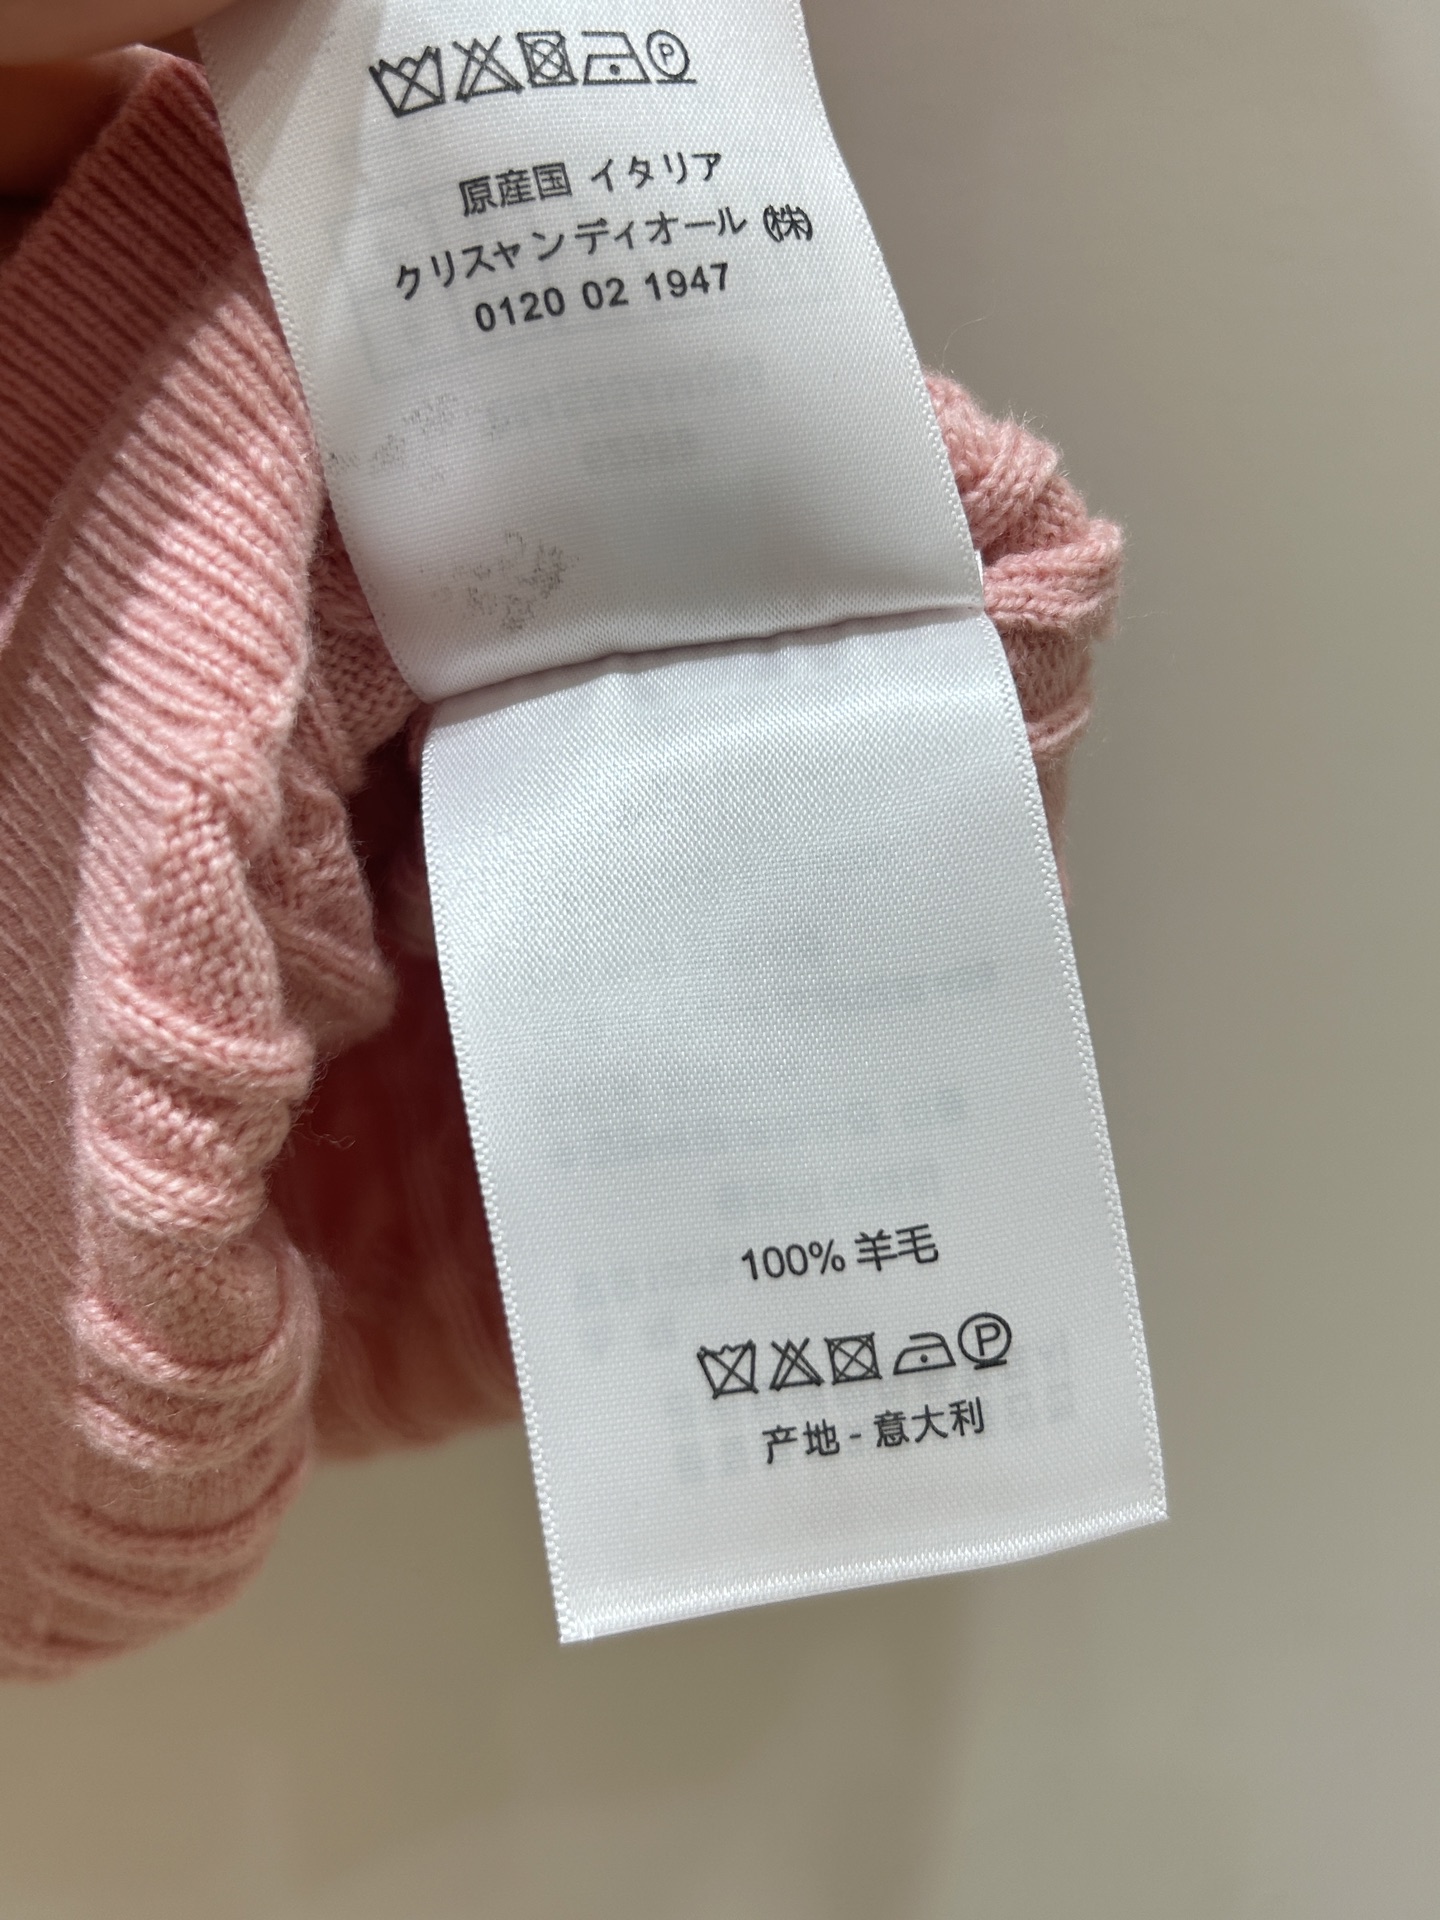 原産国 イタリア
クリスャンディオール ㈱
0120 02 1947
100% 羊毛
产地 - 意大利